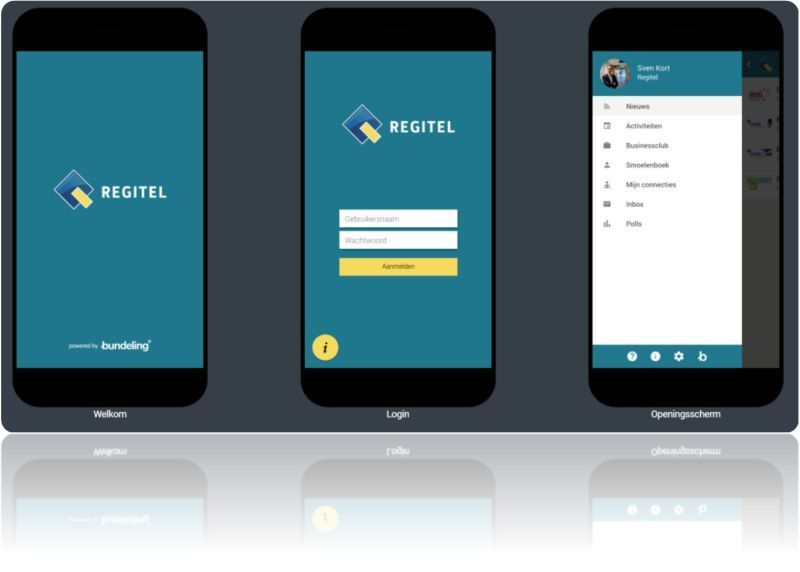 REGITEL
powered by bundeling
Welkom
REGITEL
Gebruikersnaam
Wachtwoord
Aanmelden
i
Login
Sven Kort
Regitel
Nieuws
Activiteiten
Businessclub
Smoelenboek
Mijn connecties
Inbox
Polls
Openingsscherm